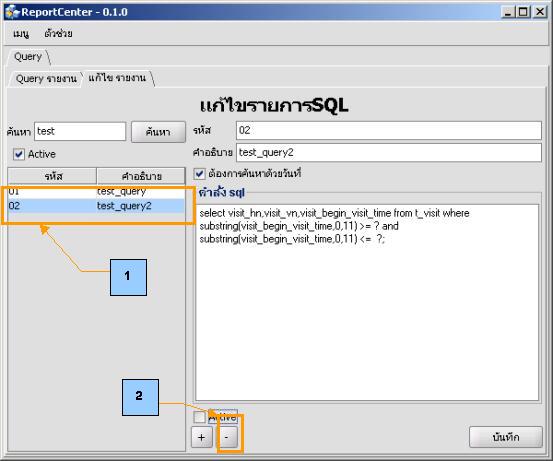 ReportCenter - 0.1.0
เมนู ตัวช่วย
Query
Query รายงาน แก้ไข รายงาน
แก้ไขรายการSQL
ค้นหา test ค้นหา รหัส 02
Active คำอธิบาย test_query2
รหัส คำอธิบาย ต้องการค้นหาด้วยวันที่
01 test_query คำสั่ง sql
02 test_query2
select visit_hn,visit_vn,visit_begin_visit_time from t_visit where
substring(visit_begin_visit_time,0,11) >= ? and
substring(visit_begin_visit_time,0,11) <= ?;
1
2
Active
+ - บันทึก